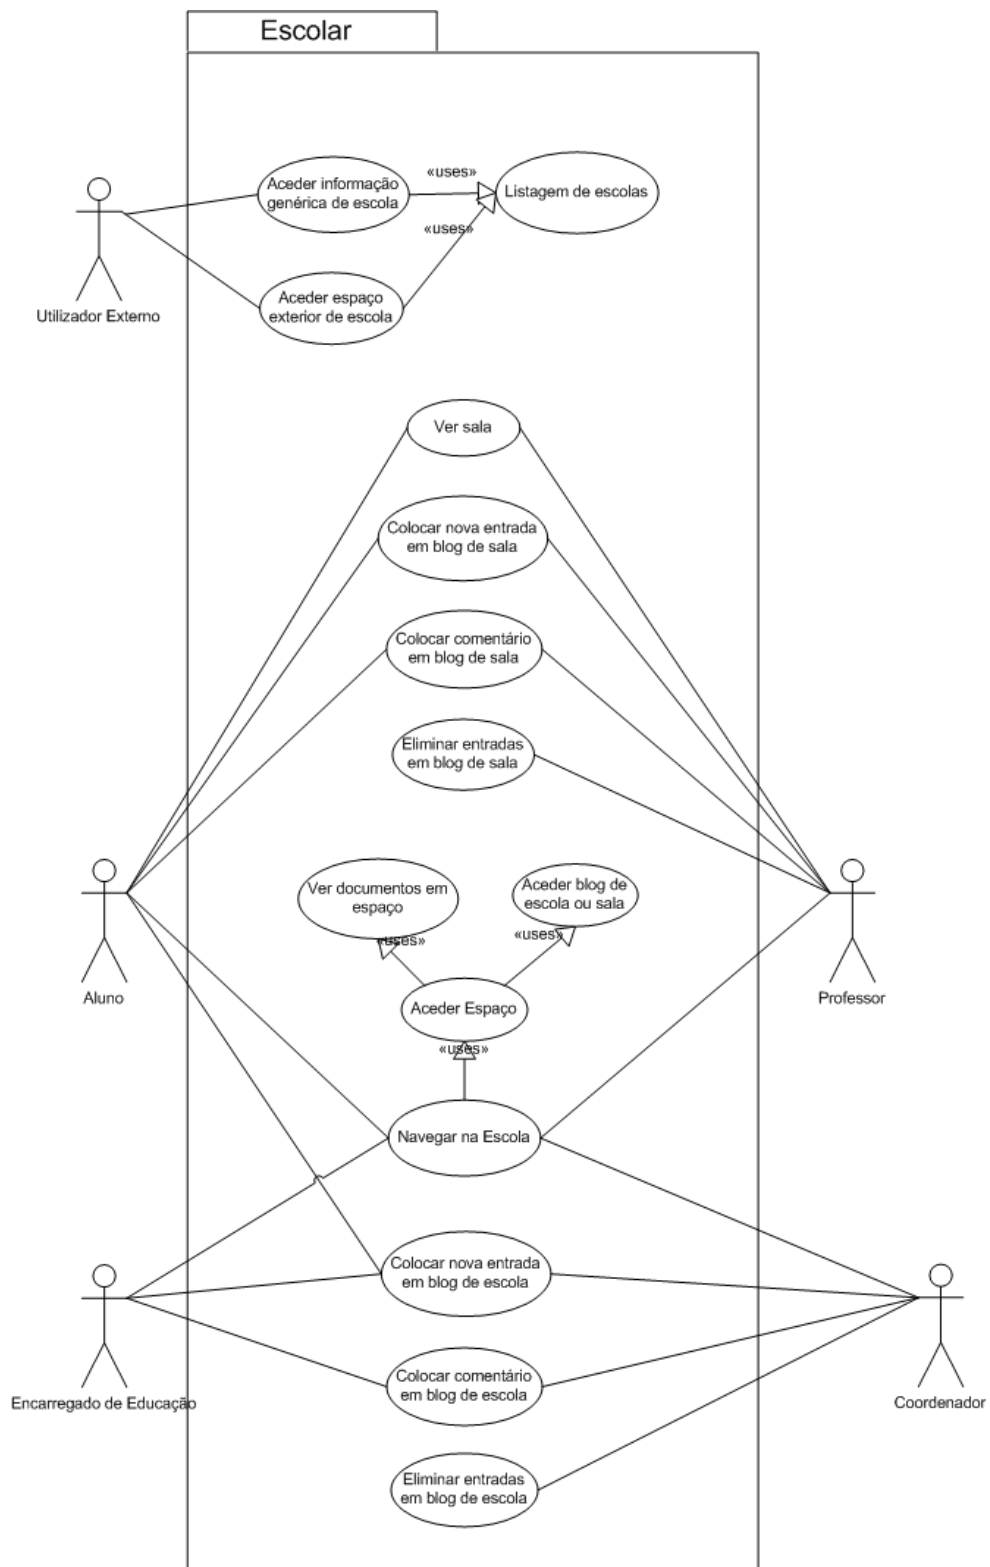 Escolar
Aceder informação
genérica de escola
«uses»
Listagem de escolas
«uses»
Aceder espaço
exterior de escola
Utilizador Externo
Ver sala
Colocar nova entrada
em blog de sala
Colocar comentário
em blog de sala
Eliminar entradas
em blog de sala
Ver documentos em
espaço
Aceder blog de
escola ou sala
«uses»
«uses»
Aluno
Professor
Aceder Espaço
«uses»
Navegar na Escola
Colocar nova entrada
em blog de escola
Colocar comentário
em blog de escola
Encarregado de Educação
Coordenador
Eliminar entradas
em blog de escola